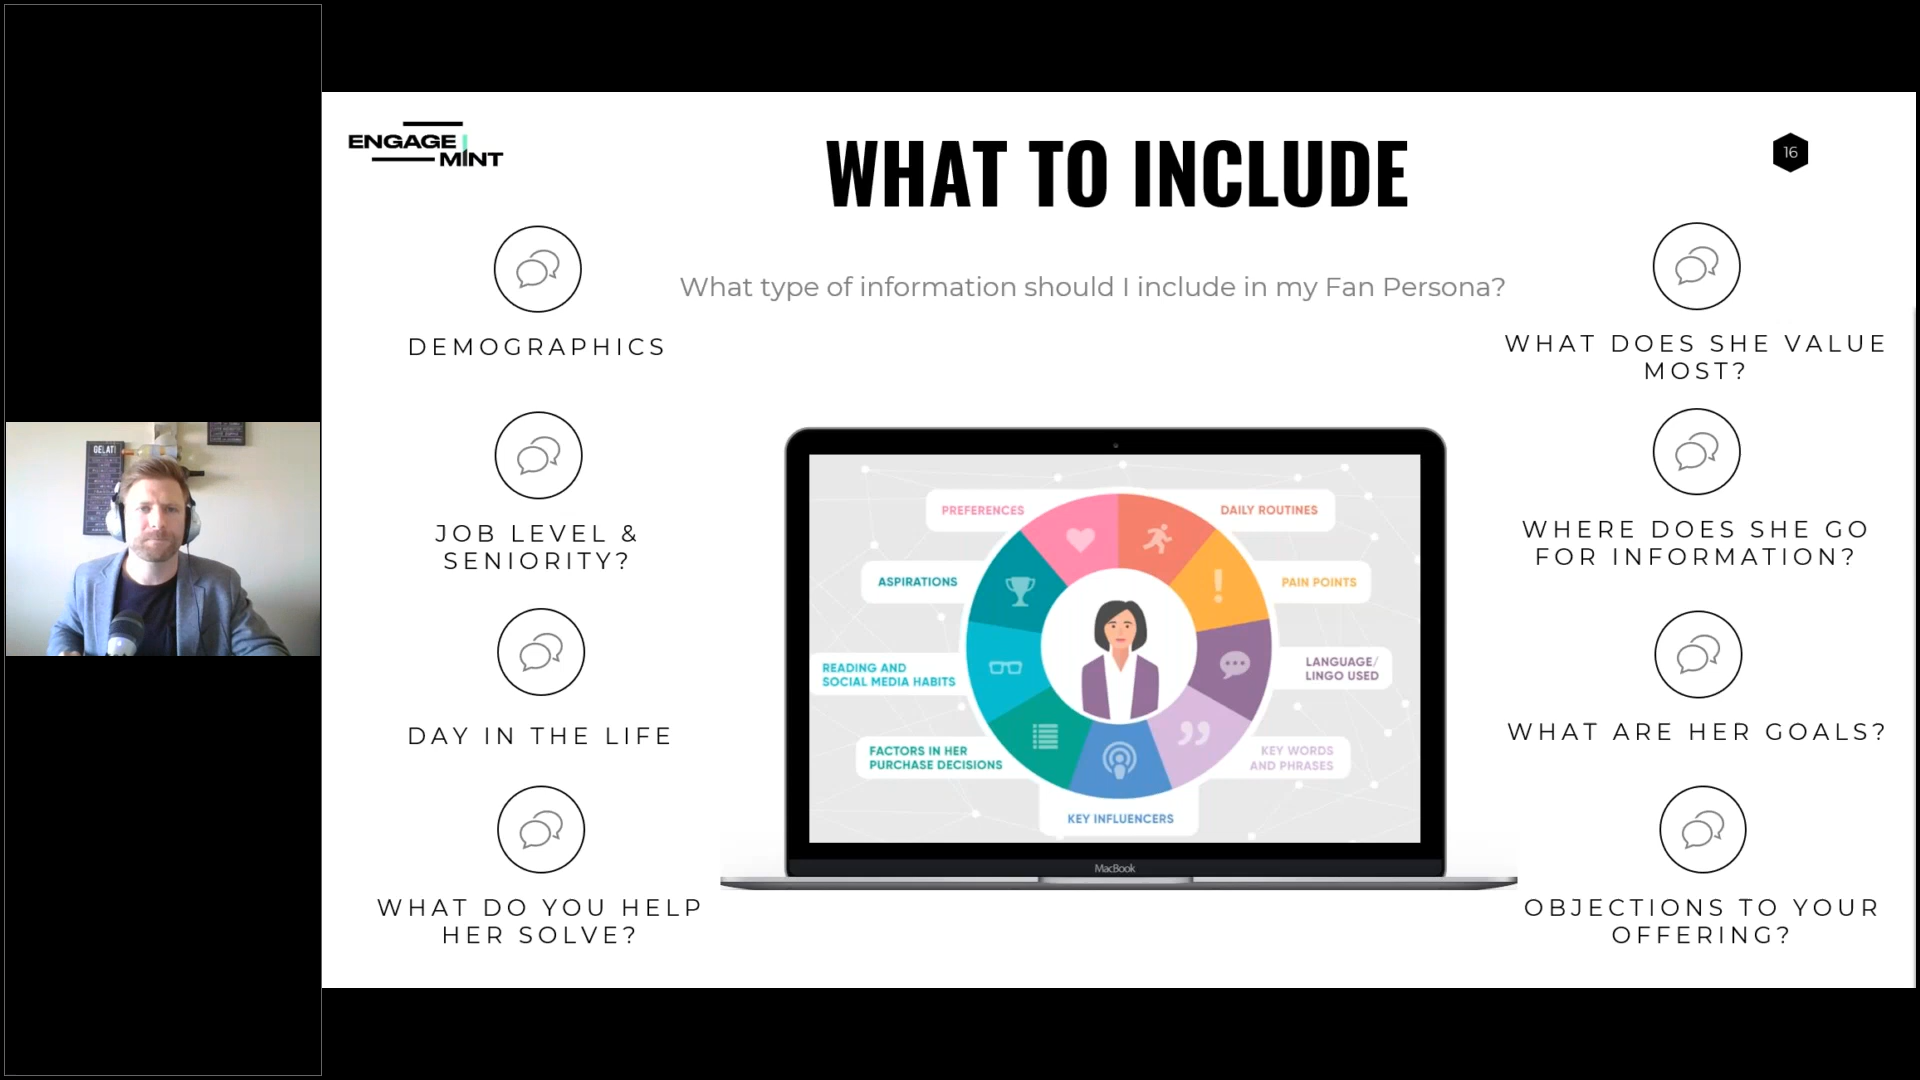 ENGAGE
MINT
WHAT TO INCLUDE
16
What type of information should I include in my Fan Persona?
DEMOGRAPHICS
JOB LEVEL &
SENIORITY?
DAY IN THE LIFE
WHAT DO YOU HELP
HER SOLVE?
PREFERENCES
DAILY ROUTINES
ASPIRATIONS
PAIN POINTS
READING AND
SOCIAL MEDIA HABITS
LANGUAGE/
LINGO USED
FACTORS IN HER
PURCHASE DECISIONS
KEY WORDS
AND PHRASES
KEY INFLUENCERS
MacBook
WHAT DOES SHE VALUE
MOST?
WHERE DOES SHE GO
FOR INFORMATION?
WHAT ARE HER GOALS?
OBJECTIONS TO YOUR
OFFERING?
GELATI